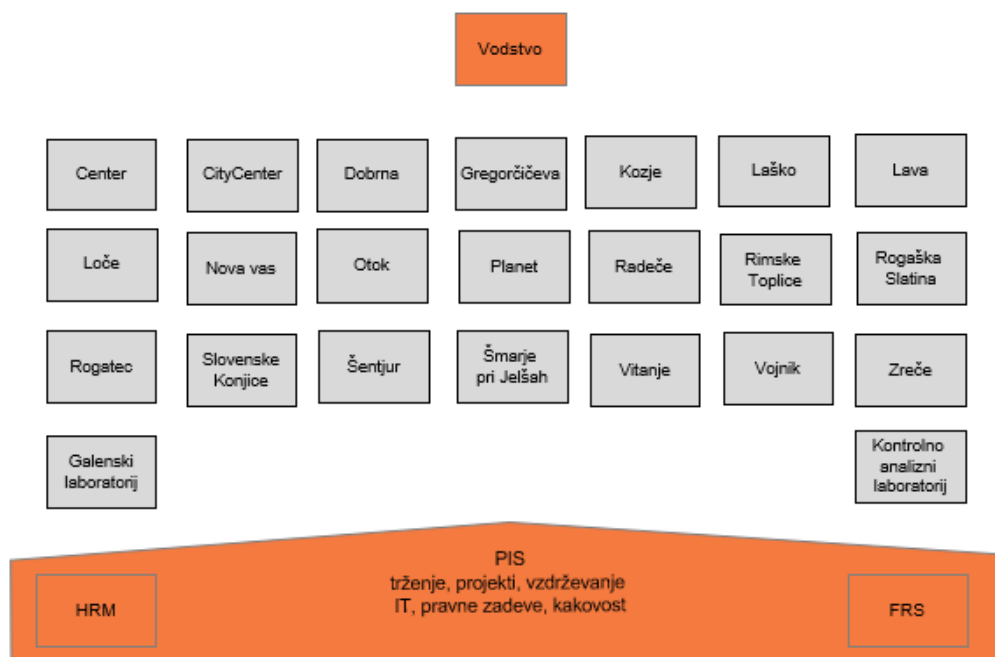 Vodstvo
Center
CityCenter
Dobrna
Gregorčičeva
Kozje
Laško
Lava
Loče
Nova vas
Otok
Planet
Radeče
Rimske
Toplice
Rogaška
Slatina
Rogatec
Slovenske
Konjice
Šentjur
Šmarje
pri Jelšah
Vitanje
Vojnik
Zreče
Galenski
laboratorij
Kontrolno
analizni
laboratorij
PIS
trženje, projekti, vzdrževanje
IT, pravne zadeve, kakovost
HRM
FRS